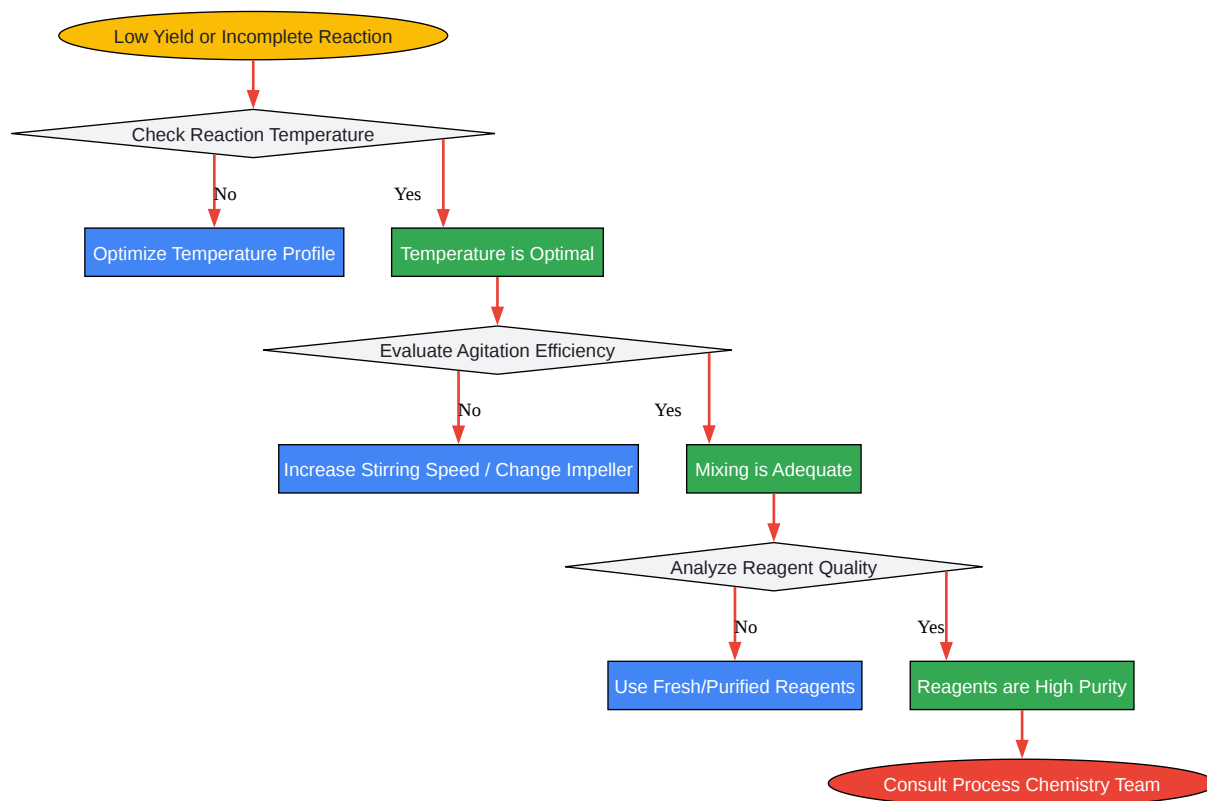 Low Yield or Incomplete Reaction
Check Reaction Temperature
No
Yes
Optimize Temperature Profile
Temperature is Optimal
Evaluate Agitation Efficiency
No
Yes
Increase Stirring Speed / Change Impeller
Mixing is Adequate
Analyze Reagent Quality
No
Yes
Use Fresh/Purified Reagents
Reagents are High Purity
Consult Process Chemistry Team